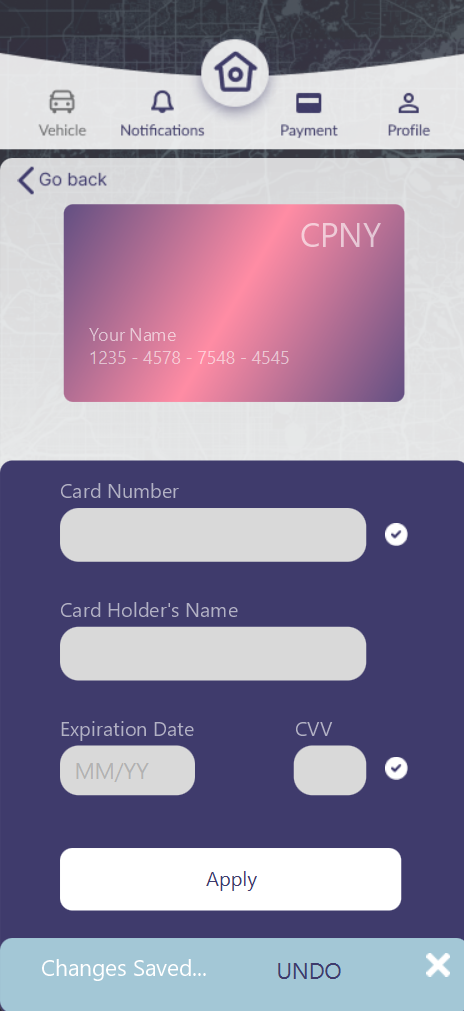 Vehicle Notifications Payment Profile
Go back
CPNY
Your Name
1235 - 4578 - 7548 - 4545
Card Number
Card Holder's Name
Expiration Date CVV
MM/YY
Apply
Changes Saved... UNDO